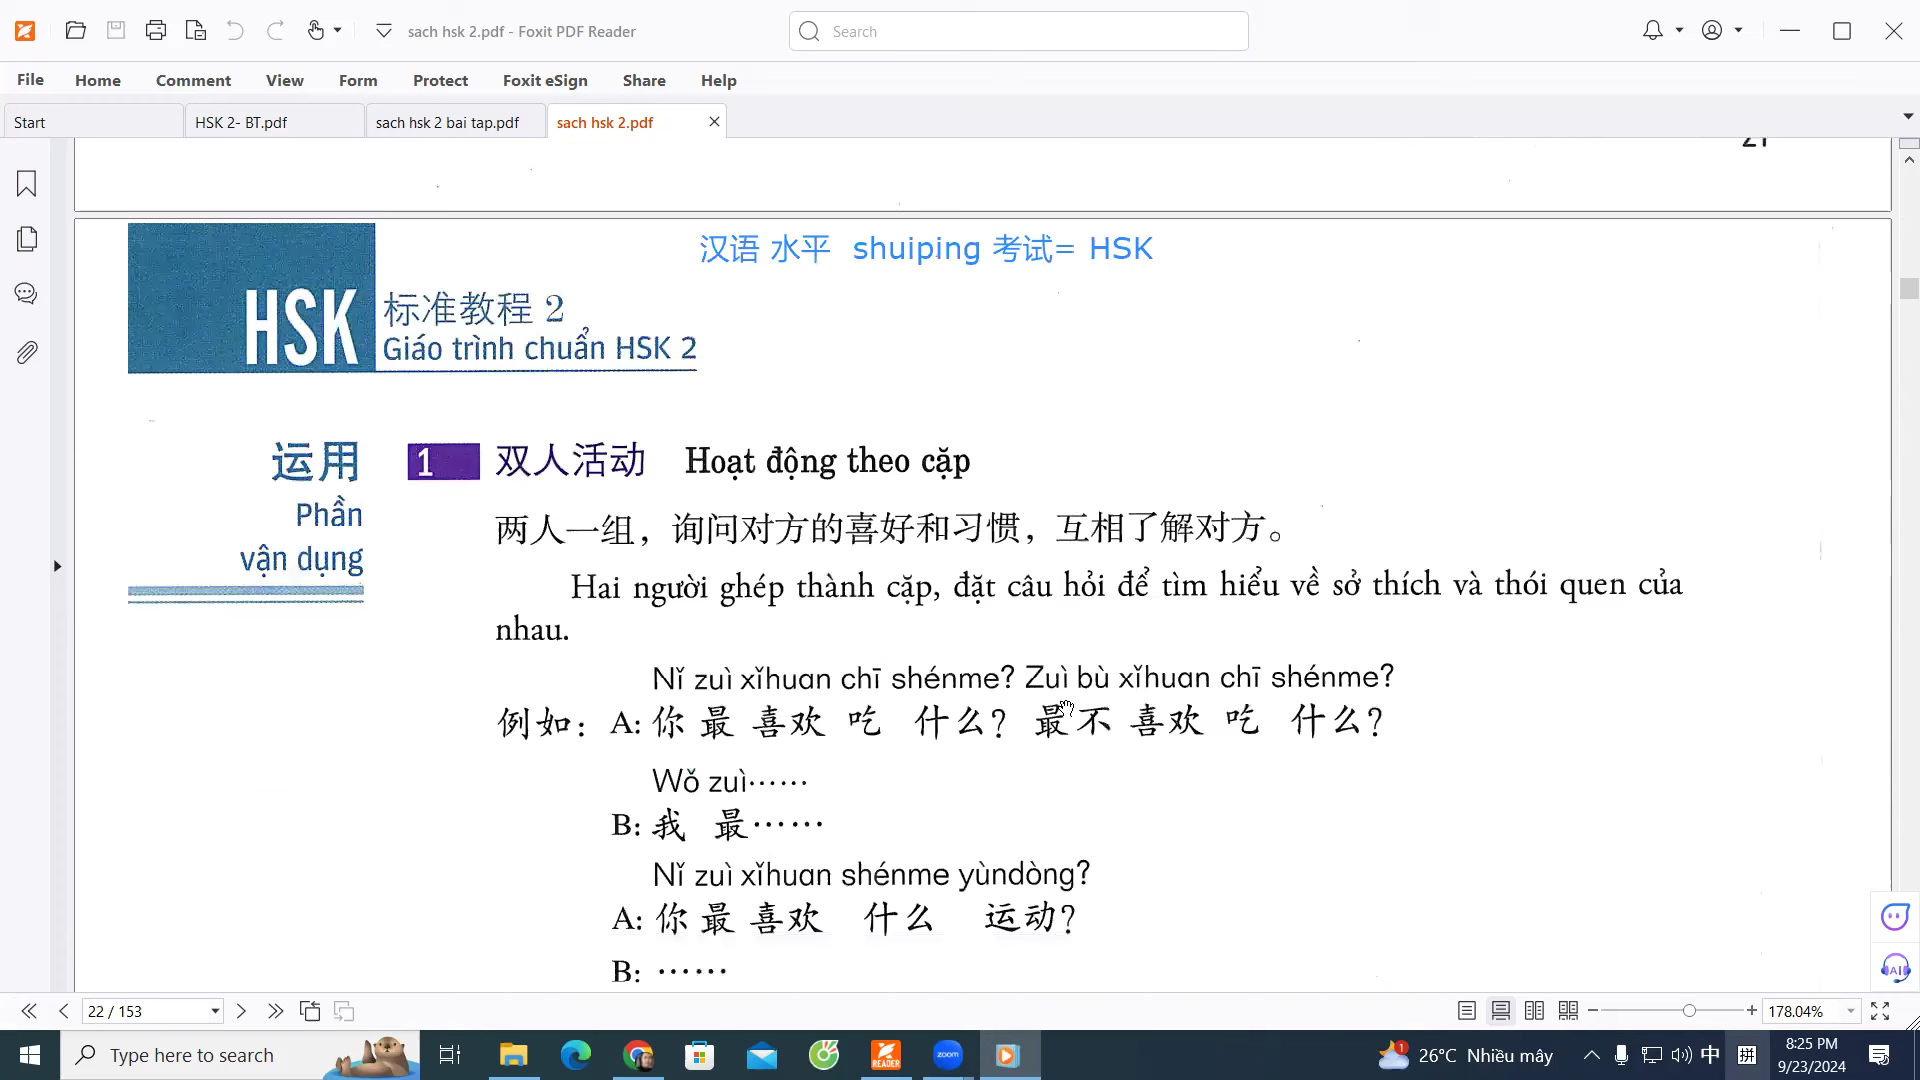 sach hsk 2.pdf - Foxit PDF Reader
Search
File Home Comment View Form Protect Foxit eSign Share Help
Start HSK 2- BT.pdf sach hsk 2 bai tap.pdf sach hsk 2.pdf
21
汉语 水平 shuiping 考试= HSK
HSK 标准教程 2
Giáo trình chuẩn HSK 2
运用
Phần
vận dụng
1 双人活动 Hoạt động theo cặp
两人一组，询问对方的喜好和习惯，互相了解对方。
Hai người ghép thành cặp, đặt câu hỏi để tìm hiểu về sở thích và thói quen của
nhau.
Nǐ zuì xǐhuan chī shénme? Zuì bù xǐhuan chī shénme?
例如：A: 你 最 喜欢 吃 什么? 最不 喜欢 吃 什么?
Wǒ zuì……
B: 我 最……
Nǐ zuì xǐhuan shénme yùndòng?
A: 你 最 喜欢 什么 运动?
B: ……
22 / 153
178.04%
Type here to search
READER
zoom
1
26°C Nhiều mây
中
拼
8:25 PM
9/23/2024
AI